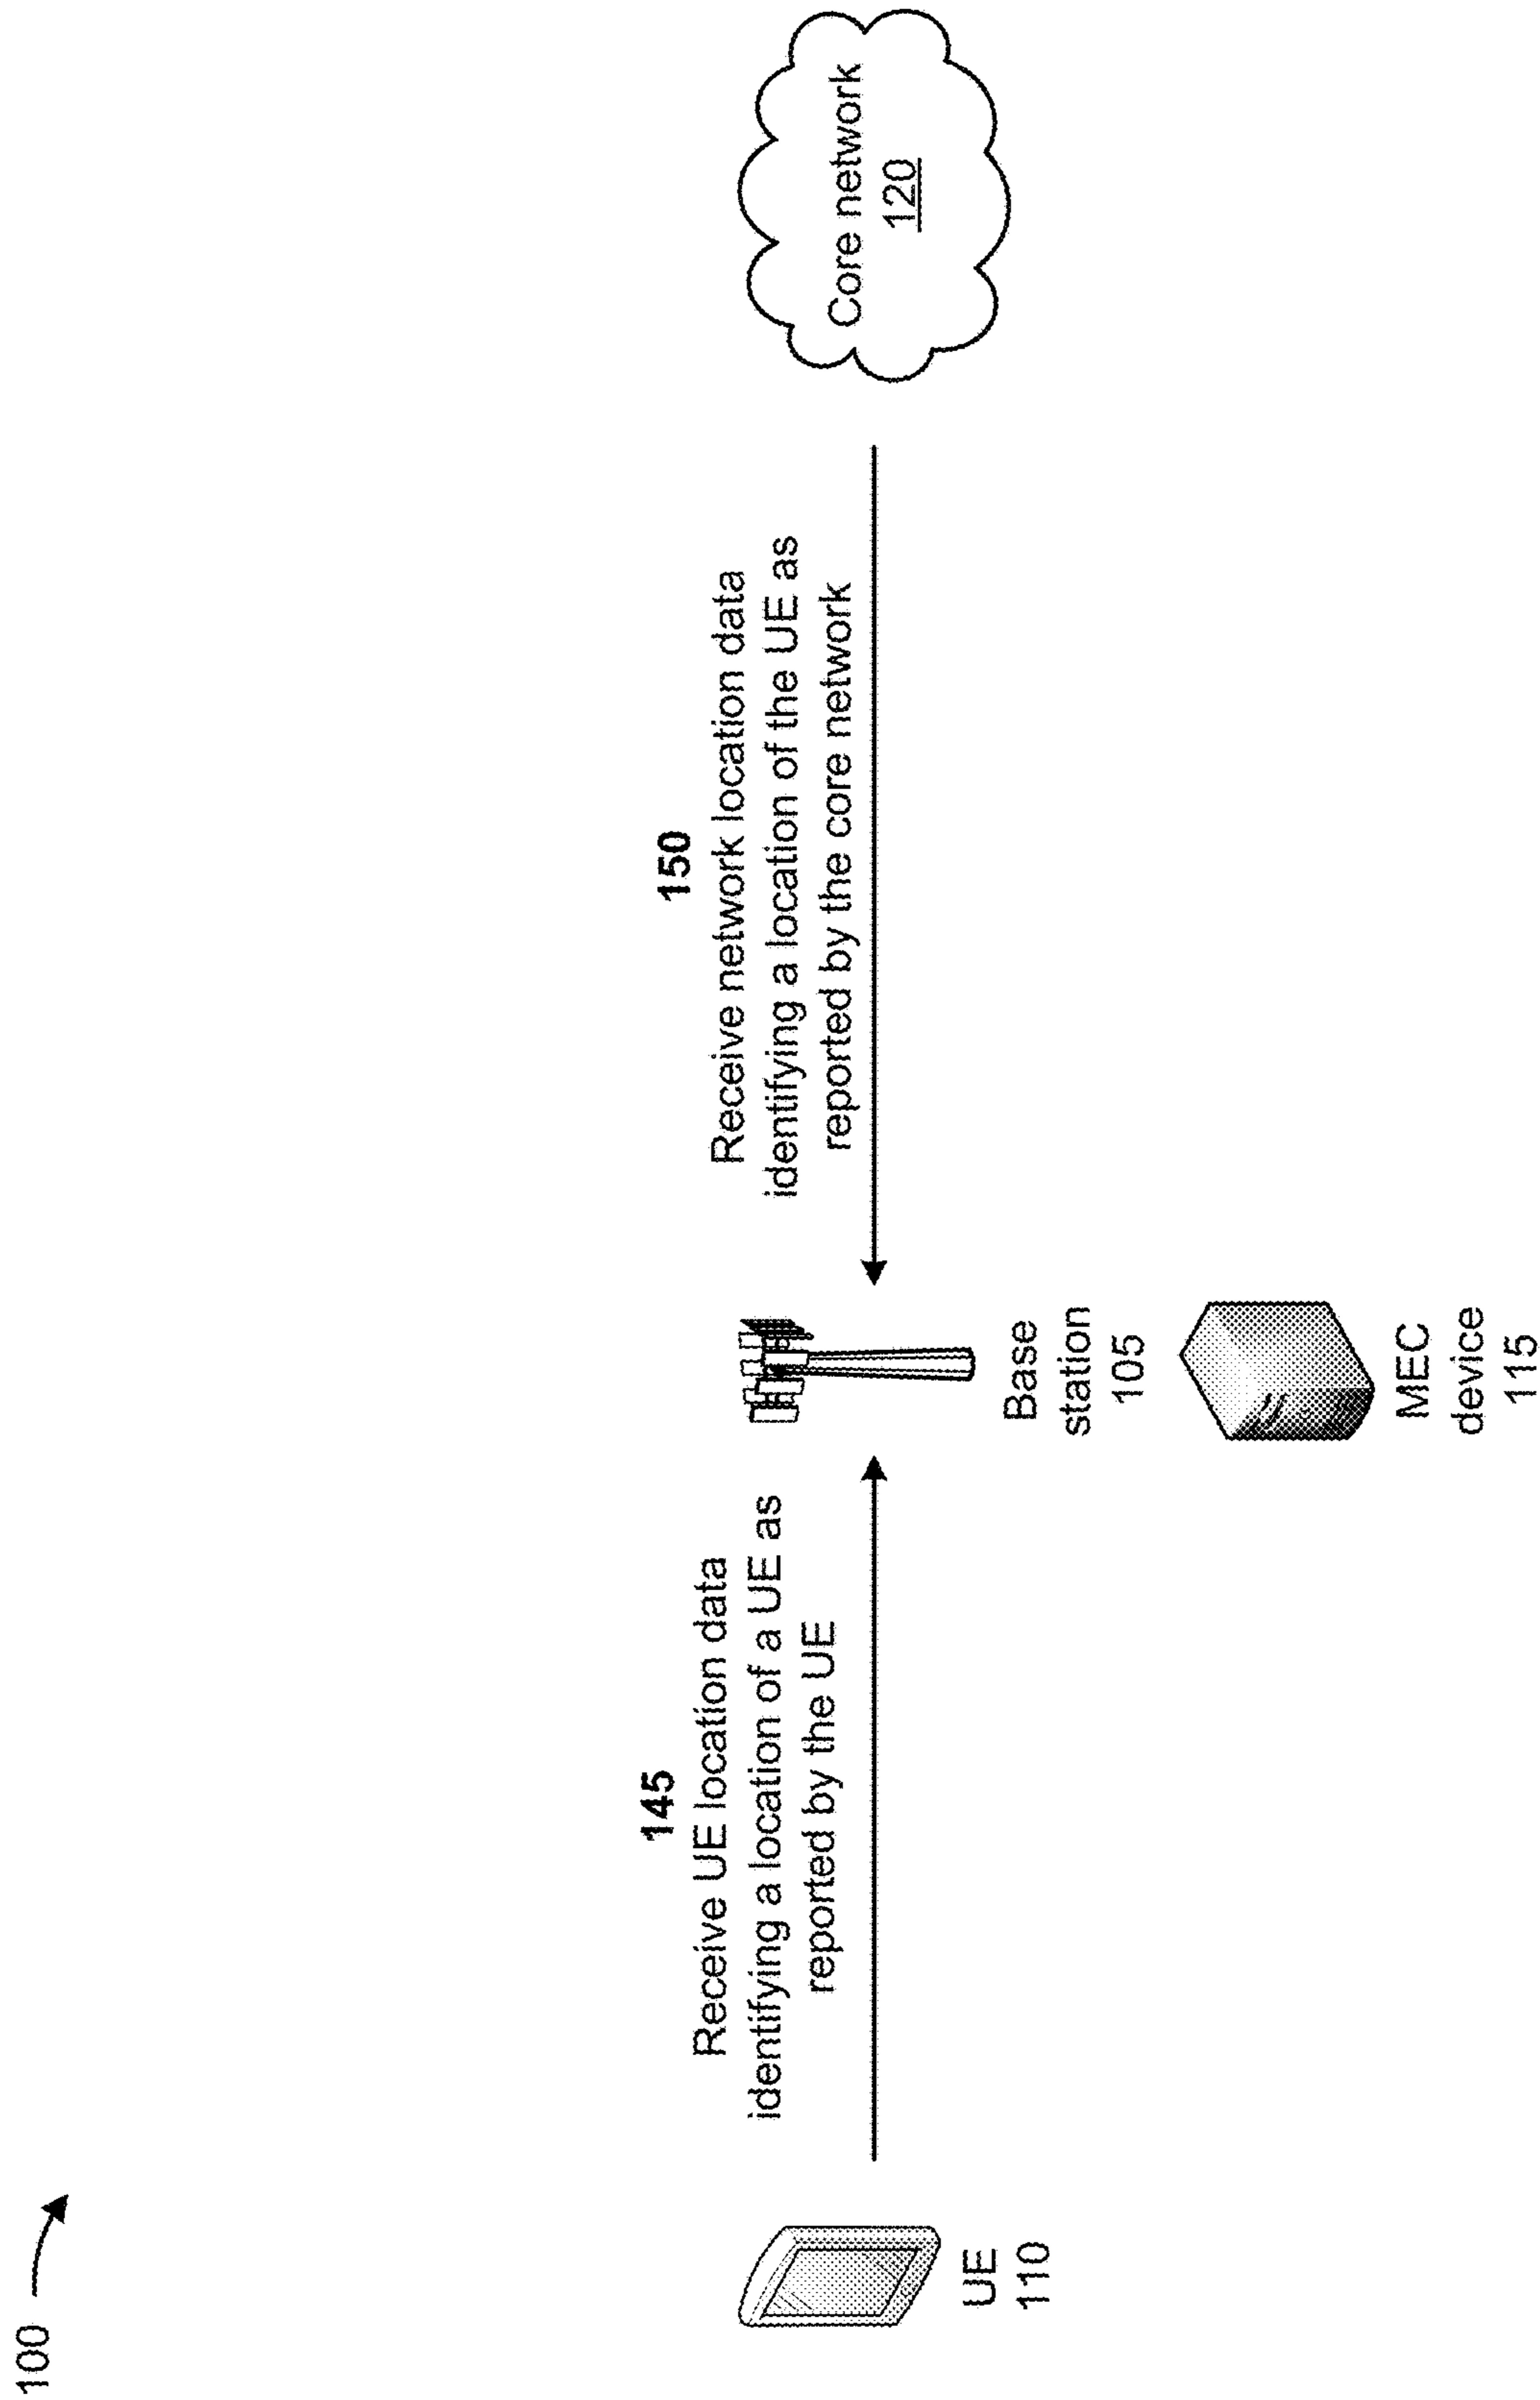 100
145
Receive UE location data
identifying a location of a UE as
reported by the UE
150
Receive network location data
identifying a location of the UE as
reported by the core network
UE
110
Base
station
105
MEC
device
115
Core network
120